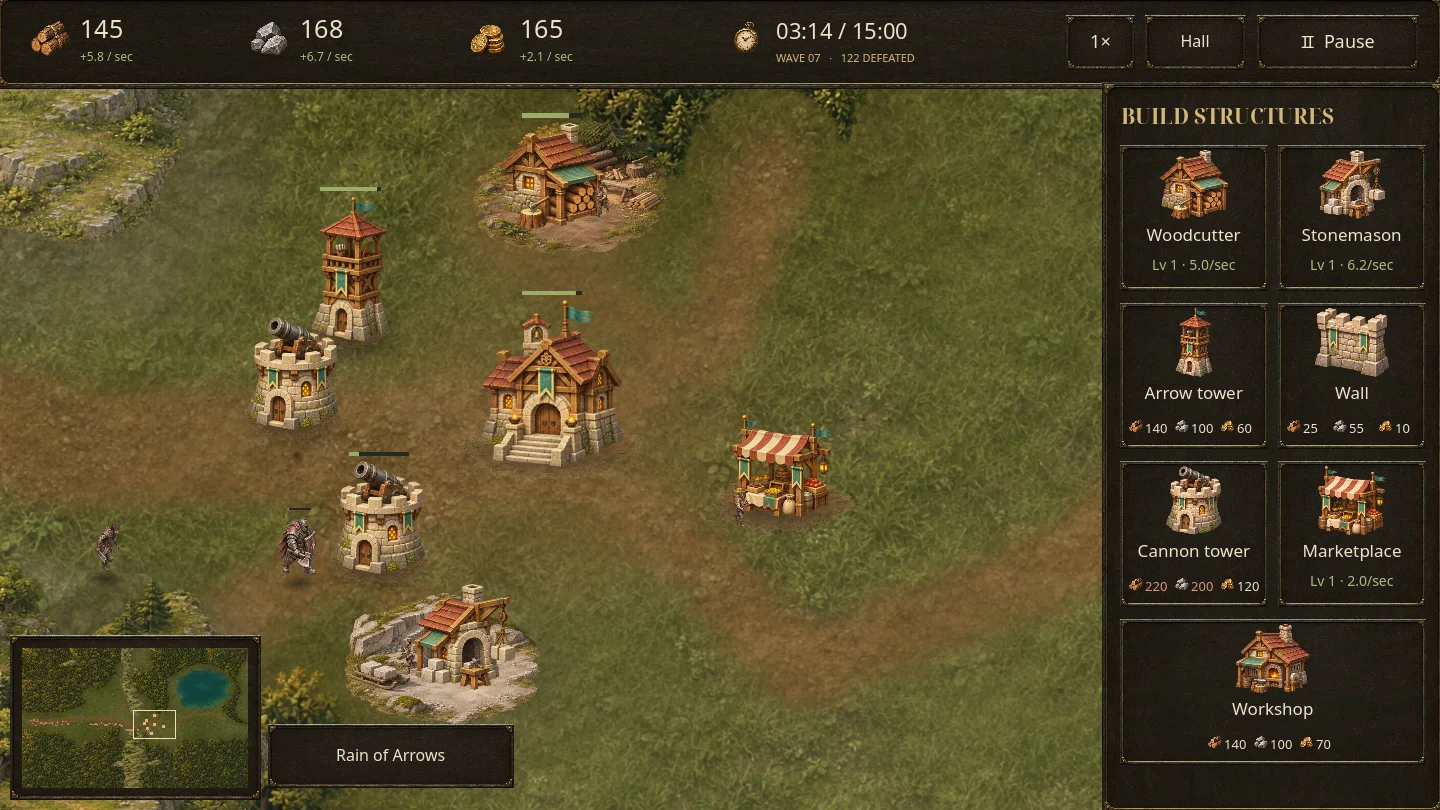 145
+5.8 / sec
168
+6.7 / sec
165
+2.1 / sec
03:14 / 15:00
WAVE 07 · 122 DEFEATED
1×
Hall
Pause
BUILD STRUCTURES
Woodcutter
Lv 1 · 5.0/sec
Stonemason
Lv 1 · 6.2/sec
Arrow tower
140 100 60
Wall
25 55 10
Cannon tower
220 200 120
Marketplace
Lv 1 · 2.0/sec
Workshop
140 100 70
Rain of Arrows